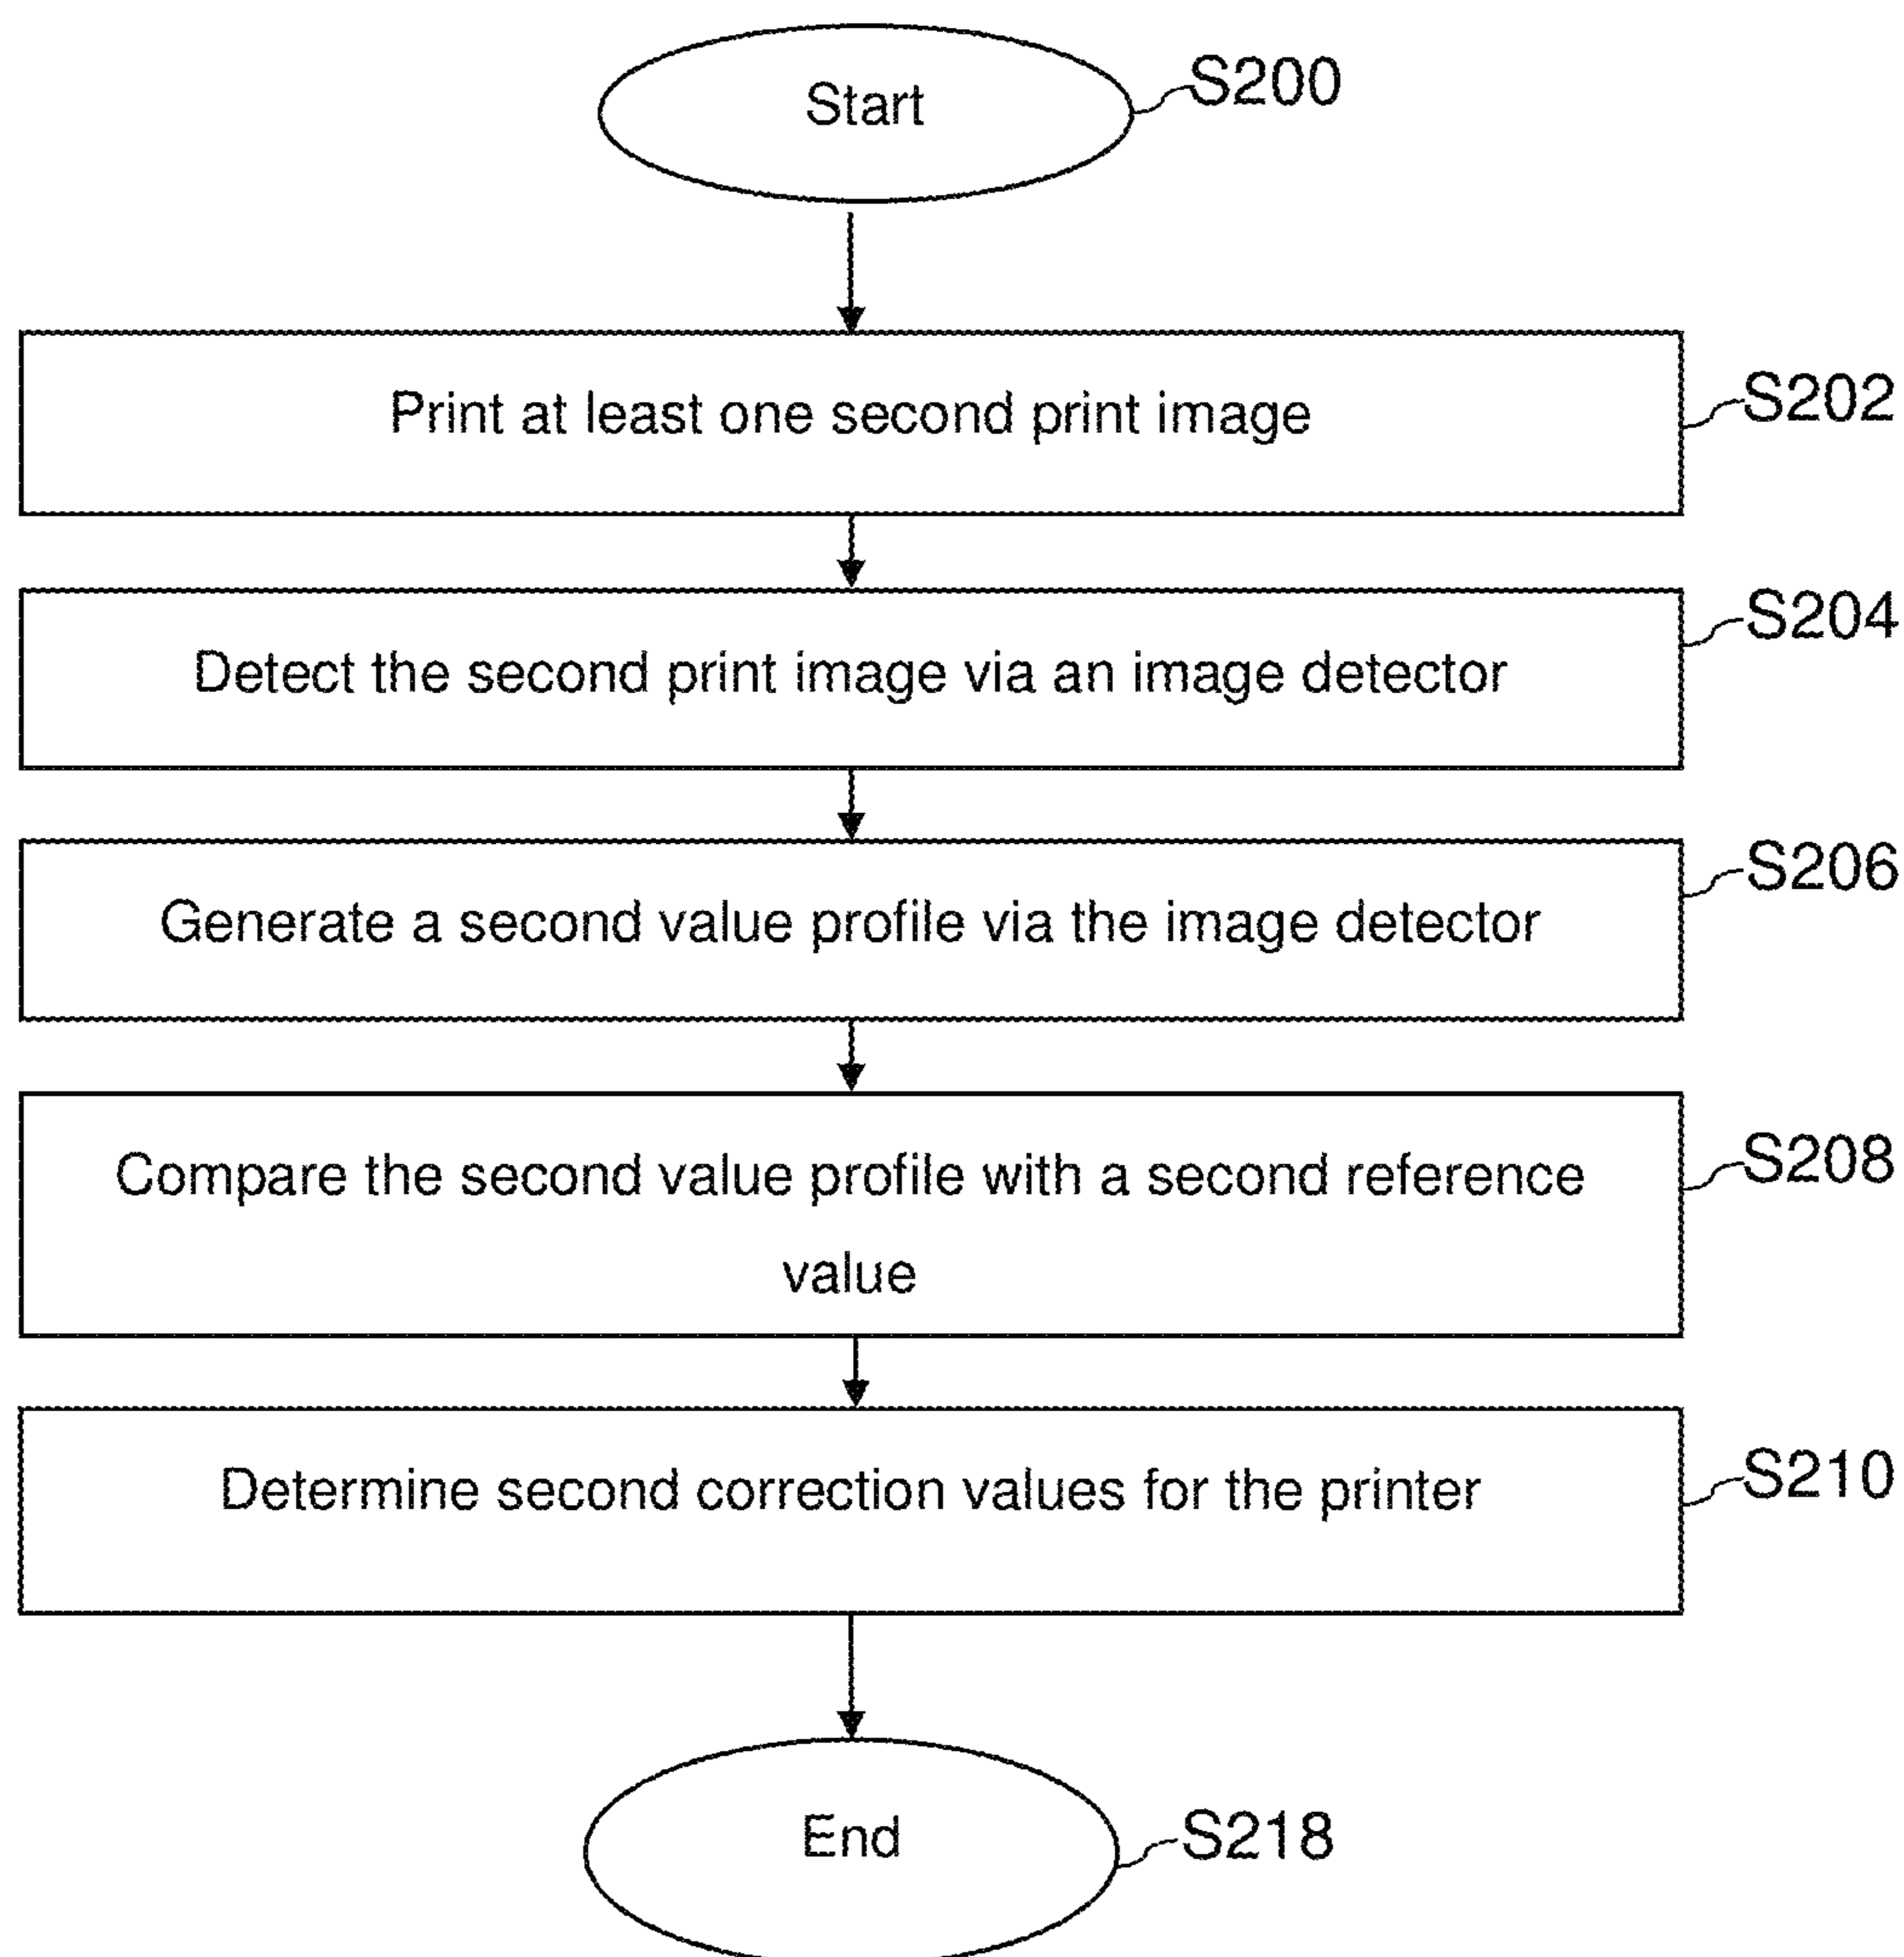 Start
S200
Print at least one second print image
S202
Detect the second print image via an image detector
S204
Generate a second value profile via the image detector
S206
Compare the second value profile with a second reference
value
S208
Determine second correction values for the printer
S210
End
S218